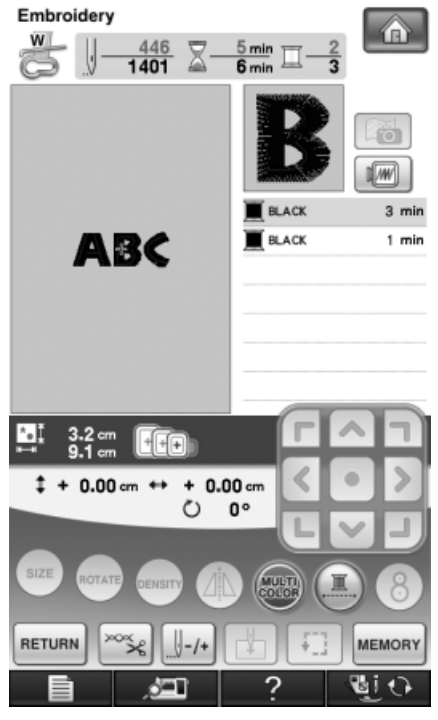 Embroidery
W
446 5 min 2
1401 6 min 3
B
BLACK 3 min
BLACK 1 min
ABC
3.2 cm
9.1 cm
+ 0.00 cm + 0.00 cm
0°
SIZE ROTATE DENSITY MULTI COLOR 8
RETURN -/+ MEMORY
?